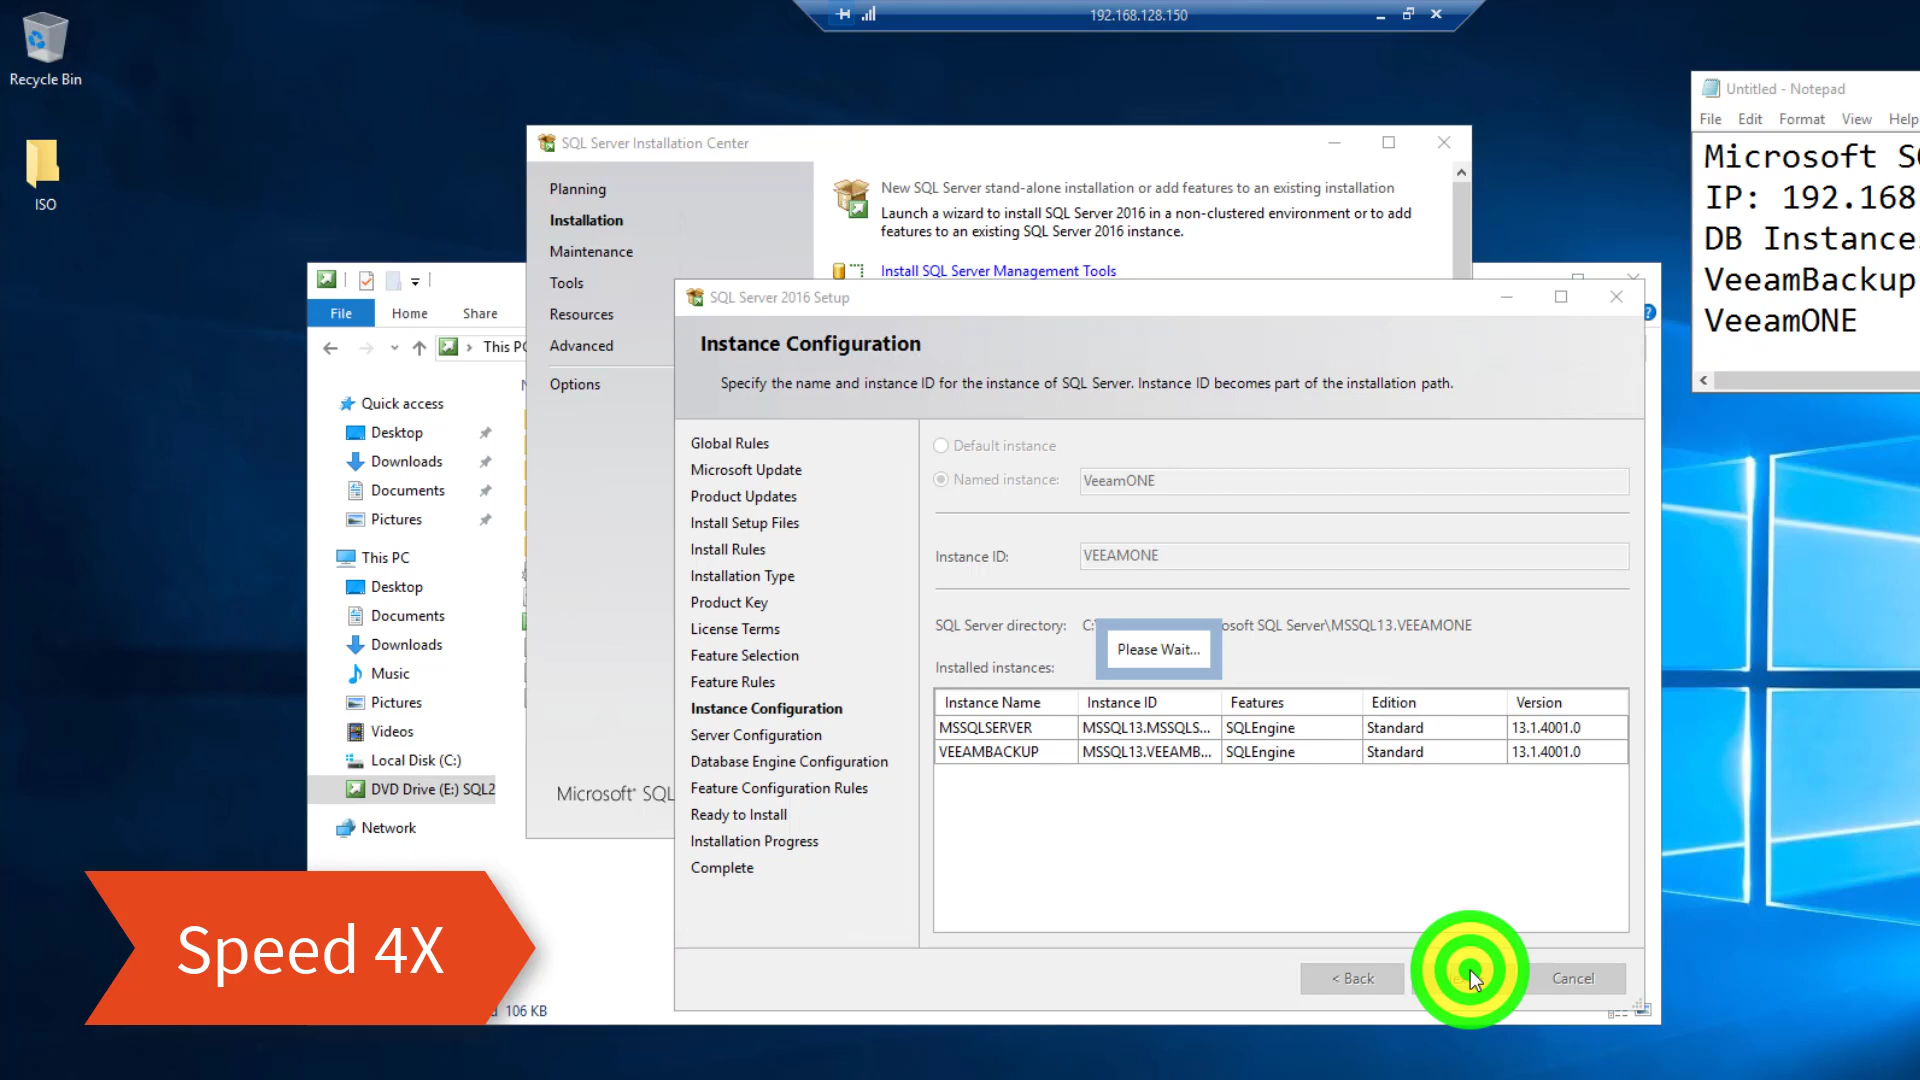 192.168.128.150
Recycle Bin
ISO
Untitled - Notepad
File Edit Format View Help
Microsoft S
IP: 192.168
DB Instance
VeeamBackup
VeeamONE
SQL Server Installation Center
Planning
Installation
Maintenance
Tools
Resources
Advanced
Options
New SQL Server stand-alone installation or add features to an existing installation
Launch a wizard to install SQL Server 2016 in a non-clustered environment or to add
features to an existing SQL Server 2016 instance.
Install SQL Server Management Tools
Microsoft SQL
File Home Share
This PC
Quick access
Desktop
Downloads
Documents
Pictures
This PC
Desktop
Documents
Downloads
Music
Pictures
Videos
Local Disk (C:)
DVD Drive (E:) SQL2
Network
106 KB
SQL Server 2016 Setup
Instance Configuration
Specify the name and instance ID for the instance of SQL Server. Instance ID becomes part of the installation path.
Global Rules
Microsoft Update
Product Updates
Install Setup Files
Install Rules
Installation Type
Product Key
License Terms
Feature Selection
Feature Rules
Instance Configuration
Server Configuration
Database Engine Configuration
Feature Configuration Rules
Ready to Install
Installation Progress
Complete
Default instance
Named instance: VeeamONE
Instance ID: VEEAMONE
SQL Server directory: C: osoft SQL Server\MSSQL13.VEEAMONE
Please Wait...
Installed instances:
Instance Name Instance ID Features Edition Version
MSSQLSERVER MSSQL13.MSSQLS... SQLEngine Standard 13.1.4001.0
VEEAMBACKUP MSSQL13.VEEAMB... SQLEngine Standard 13.1.4001.0
< Back Cancel
Speed 4X